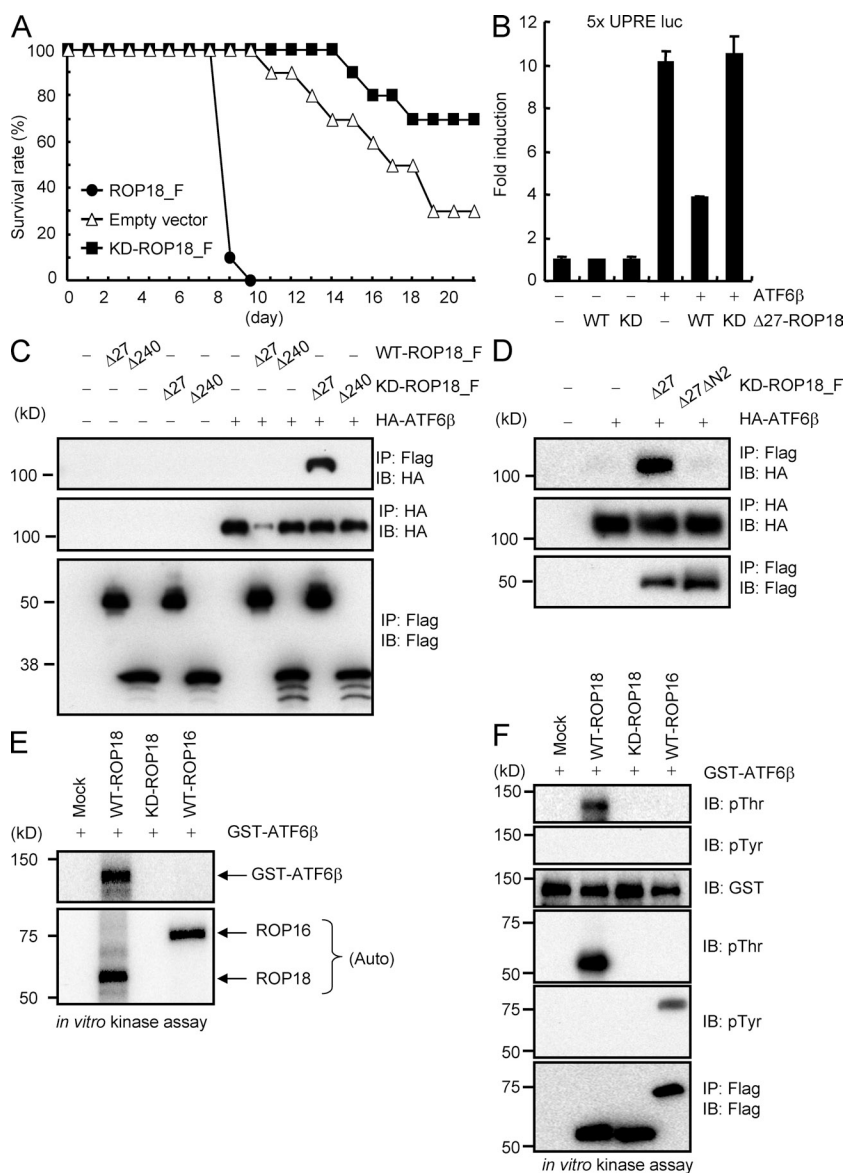 A
Survival rate (%)
100
80
60
40
20
0
ROP18_F
Empty vector
KD-ROP18_F
0 2 4 6 8 10 12 14 16 18 20
(day)
B
5x UPRE luc
Fold induction
12
10
8
6
4
2
0
– – – + + + ATF6β
– WT KD – WT KD Δ27-ROP18
C
– Δ27 Δ240 – – – Δ27 Δ240 – – WT-ROP18_F
– – – Δ27 Δ240 – – – Δ27 Δ240 KD-ROP18_F
(kD) – – – – – + + + + + HA-ATF6β
100
IP: Flag
IB: HA
100
IP: HA
IB: HA
50
38
IP: Flag
IB: Flag
D
– – Δ27 Δ27ΔN2 KD-ROP18_F
(kD) – + + + HA-ATF6β
100
IP: Flag
IB: HA
100
IP: HA
IB: HA
50
IP: Flag
IB: Flag
E
Mock WT-ROP18 KD-ROP18 WT-ROP16
(kD) + + + + GST-ATF6β
150
GST-ATF6β
75
50
ROP16
ROP18
(Auto)
in vitro kinase assay
F
Mock WT-ROP18 KD-ROP18 WT-ROP16
(kD) + + + + GST-ATF6β
150
IB: pThr
150
IB: pTyr
150
IB: GST
75
50
IB: pThr
75
50
IB: pTyr
75
50
IP: Flag
IB: Flag
in vitro kinase assay